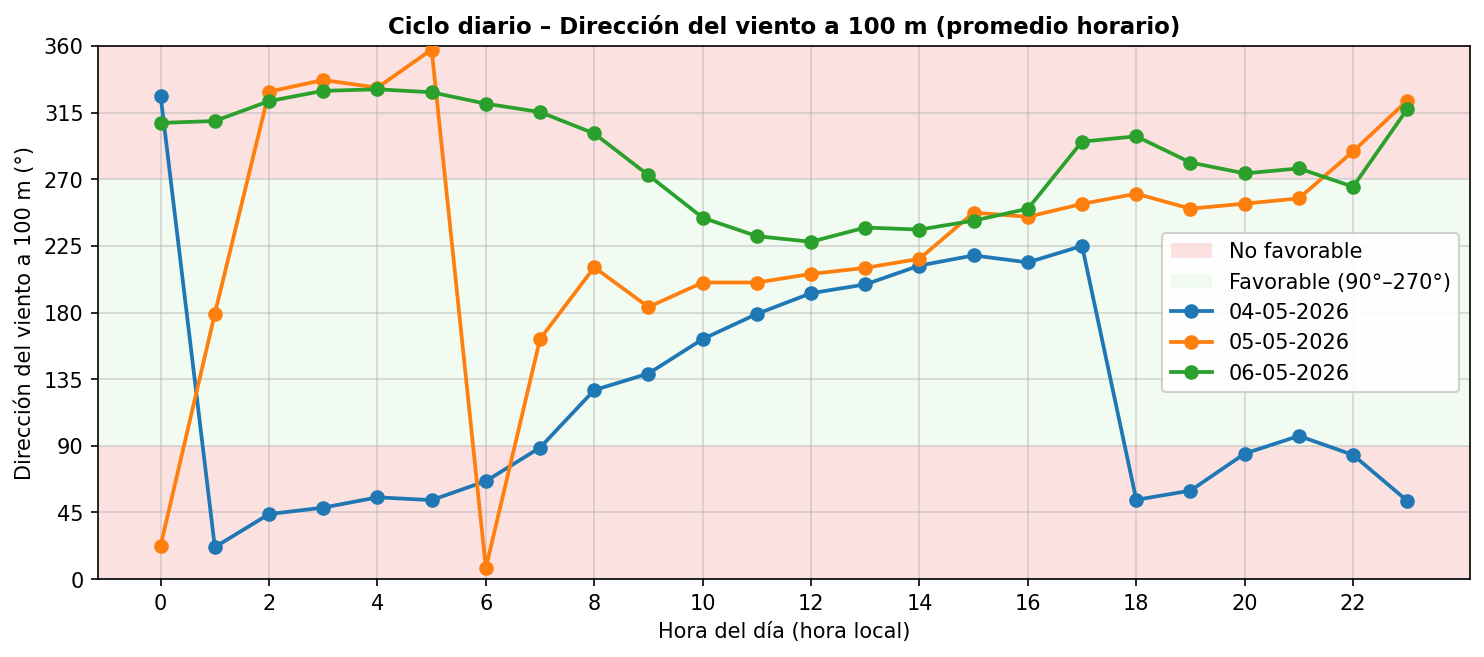 Ciclo diario – Dirección del viento a 100 m (promedio horario)
Dirección del viento a 100 m (°)
360
315
270
225
180
135
90
45
0
No favorable
Favorable (90°–270°)
04-05-2026
05-05-2026
06-05-2026
0 2 4 6 8 10 12 14 16 18 20 22
Hora del día (hora local)